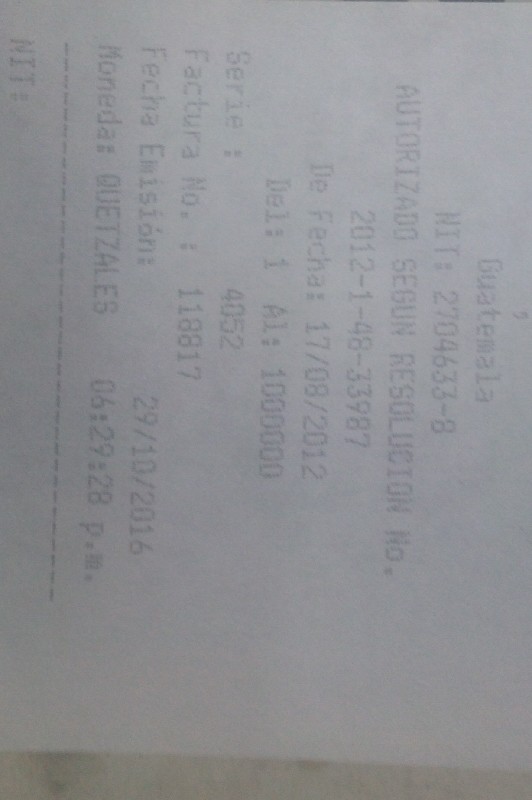 ,
Guatemala
NIT: 2704633-8
AUTORIZADO SEGUN RESOLUCION No.
2012-1-48-33987
De Fecha: 17/08/2012
Del: 1 Al: 1000000
Serie : 4052
Factura No. : 118817
Fecha Emisión: 29/10/2016
Moneda: QUETZALES 06:29:28 p.m.
------------------------------------------
NIT: